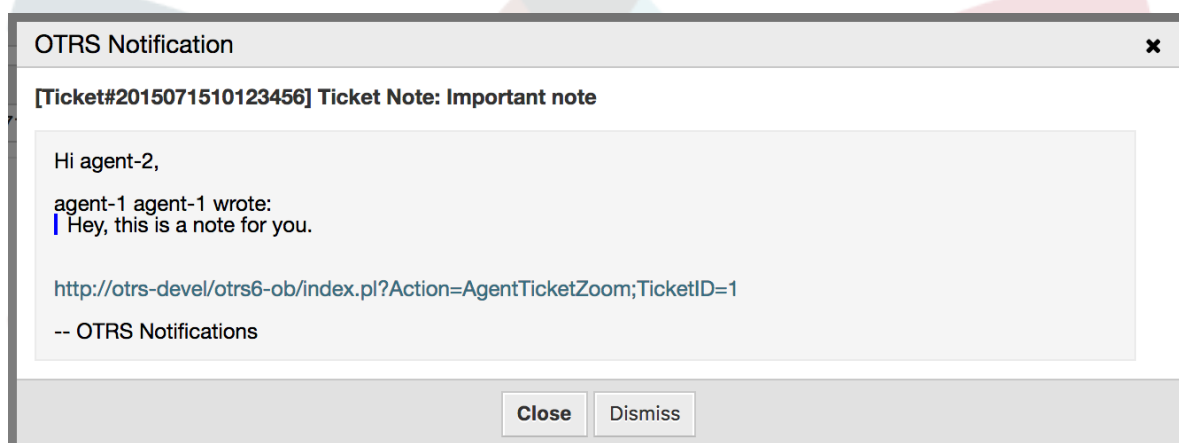 OTRS Notification
[Ticket#2015071510123456] Ticket Note: Important note
Hi agent-2,
agent-1 agent-1 wrote:
Hey, this is a note for you.
http://otrs-devel/otrs6-ob/index.pl?Action=AgentTicketZoom;TicketID=1
-- OTRS Notifications
Close Dismiss